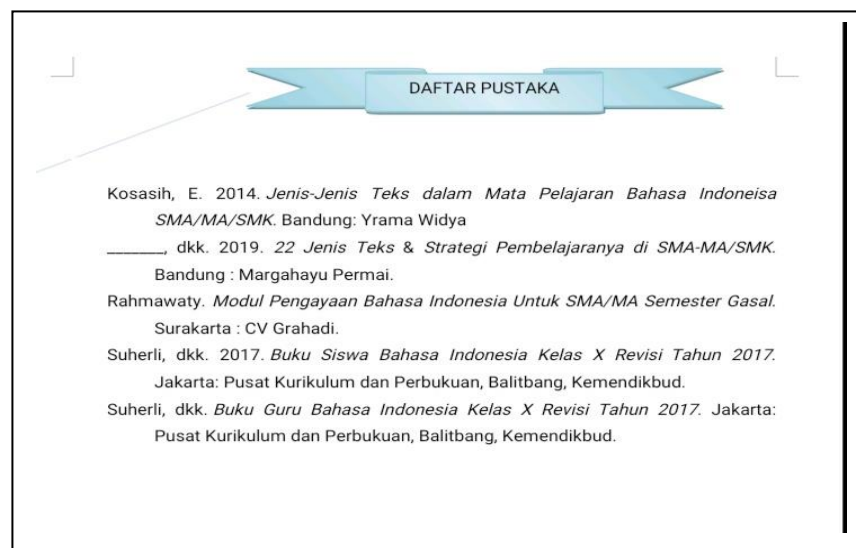 DAFTAR PUSTAKA
Kosasih, E. 2014. Jenis-Jenis Teks dalam Mata Pelajaran Bahasa Indoneisa
SMA/MA/SMK. Bandung: Yrama Widya
_______, dkk. 2019. 22 Jenis Teks & Strategi Pembelajaranya di SMA-MA/SMK.
Bandung : Margahayu Permai.
Rahmawaty. Modul Pengayaan Bahasa Indonesia Untuk SMA/MA Semester Gasal.
Surakarta : CV Grahadi.
Suherli, dkk. 2017. Buku Siswa Bahasa Indonesia Kelas X Revisi Tahun 2017.
Jakarta: Pusat Kurikulum dan Perbukuan, Balitbang, Kemendikbud.
Suherli, dkk. Buku Guru Bahasa Indonesia Kelas X Revisi Tahun 2017. Jakarta:
Pusat Kurikulum dan Perbukuan, Balitbang, Kemendikbud.